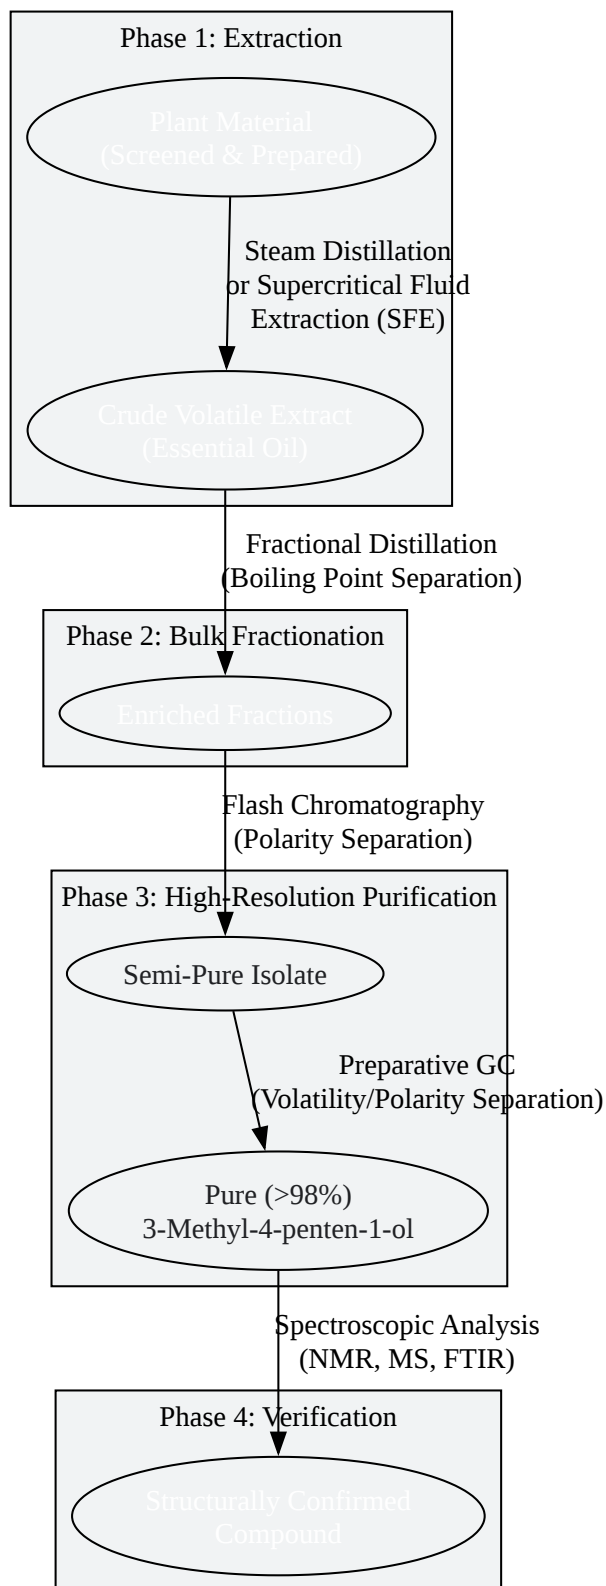 Phase 1: Extraction
Plant Material
(Screened & Prepared)
Steam Distillation
or Supercritical Fluid
Extraction (SFE)
Crude Volatile Extract
(Essential Oil)
Fractional Distillation
(Boiling Point Separation)
Phase 2: Bulk Fractionation
Enriched Fractions
Flash Chromatography
(Polarity Separation)
Phase 3: High-Resolution Purification
Semi-Pure Isolate
Preparative GC
(Volatility/Polarity Separation)
Pure (>98%)
3-Methyl-4-penten-1-ol
Spectroscopic Analysis
(NMR, MS, FTIR)
Phase 4: Verification
Structurally Confirmed
Compound